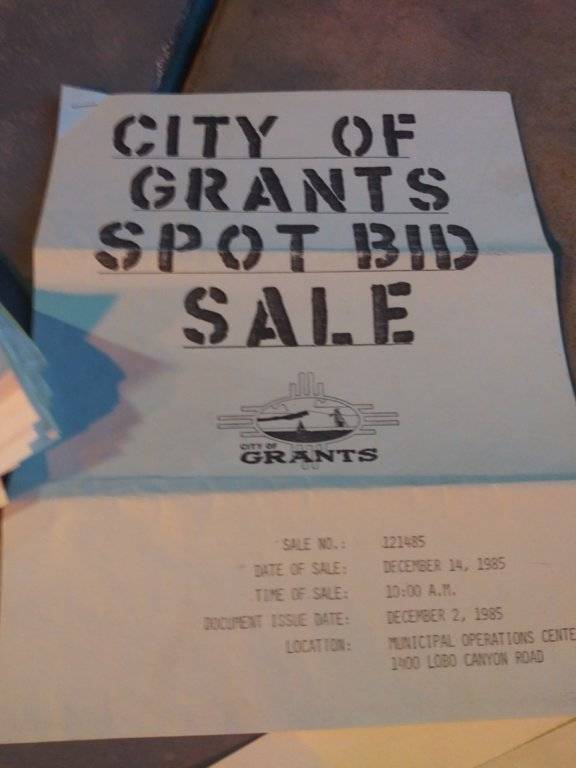 CITY OF
GRANTS
SPOT BID
SALE
CITY OF
GRANTS
SALE NO.: 121485
DATE OF SALE: DECEMBER 14, 1985
TIME OF SALE: 10:00 A.M.
DOCUMENT ISSUE DATE: DECEMBER 2, 1985
LOCATION: MUNICIPAL OPERATIONS CENTE
1400 LOBO CANYON ROAD